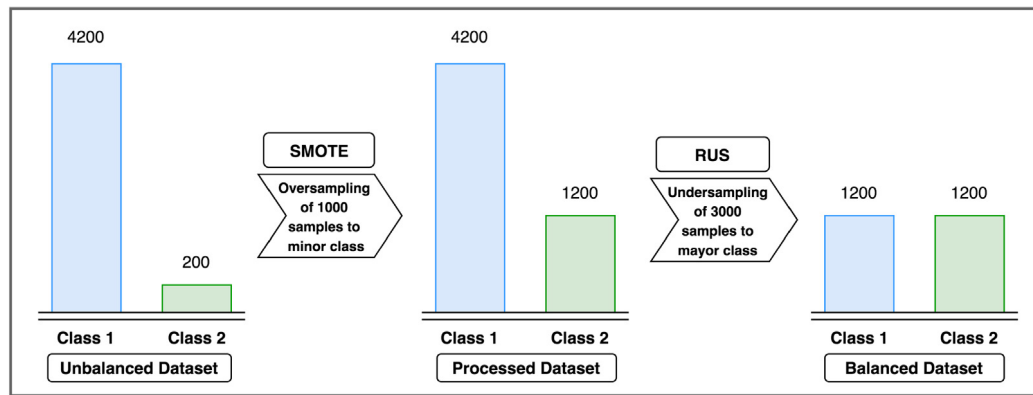 4200
200
Class 1 Class 2
Unbalanced Dataset
SMOTE
Oversampling
of 1000
samples to
minor class
4200
1200
Class 1 Class 2
Processed Dataset
RUS
Undersampling
of 3000
samples to
mayor class
1200 1200
Class 1 Class 2
Balanced Dataset